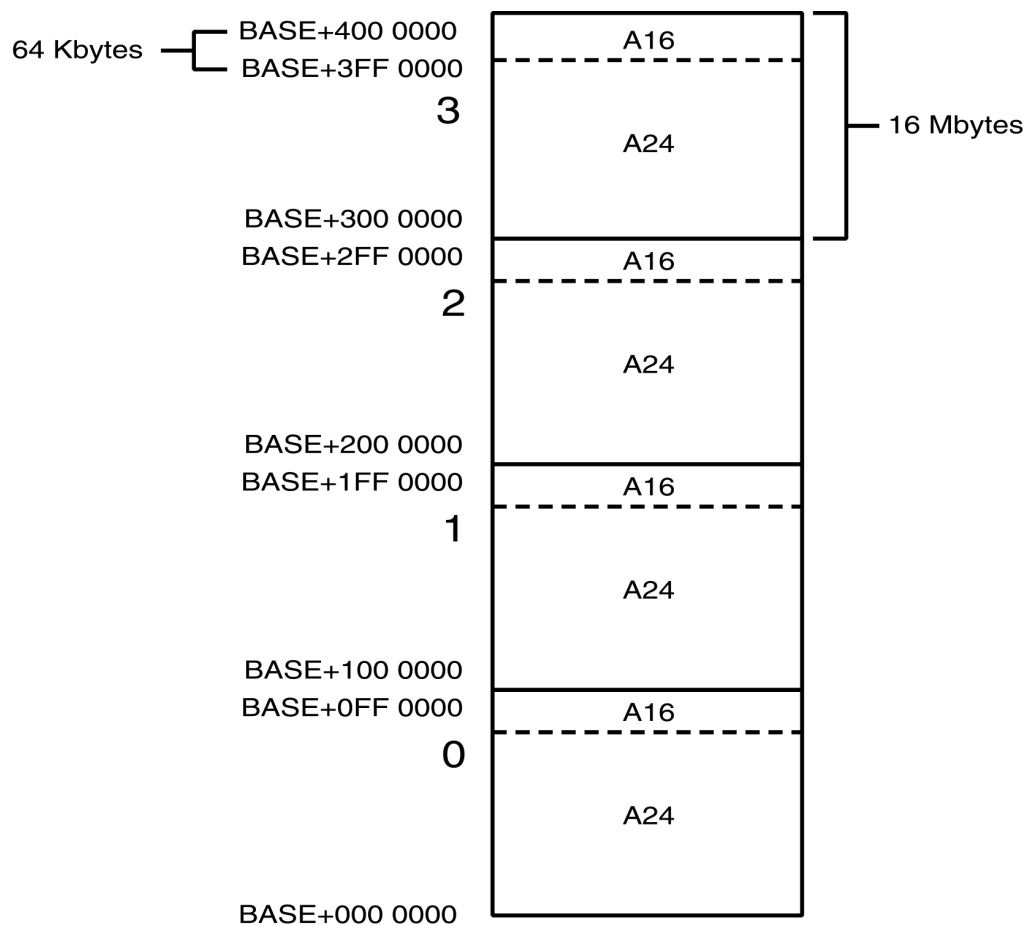 BASE+400 0000
A16
64 Kbytes
BASE+3FF 0000
3
16 Mbytes
A24
BASE+300 0000
BASE+2FF 0000
A16
2
A24
BASE+200 0000
BASE+1FF 0000
A16
1
A24
BASE+100 0000
BASE+0FF 0000
A16
0
A24
BASE+000 0000